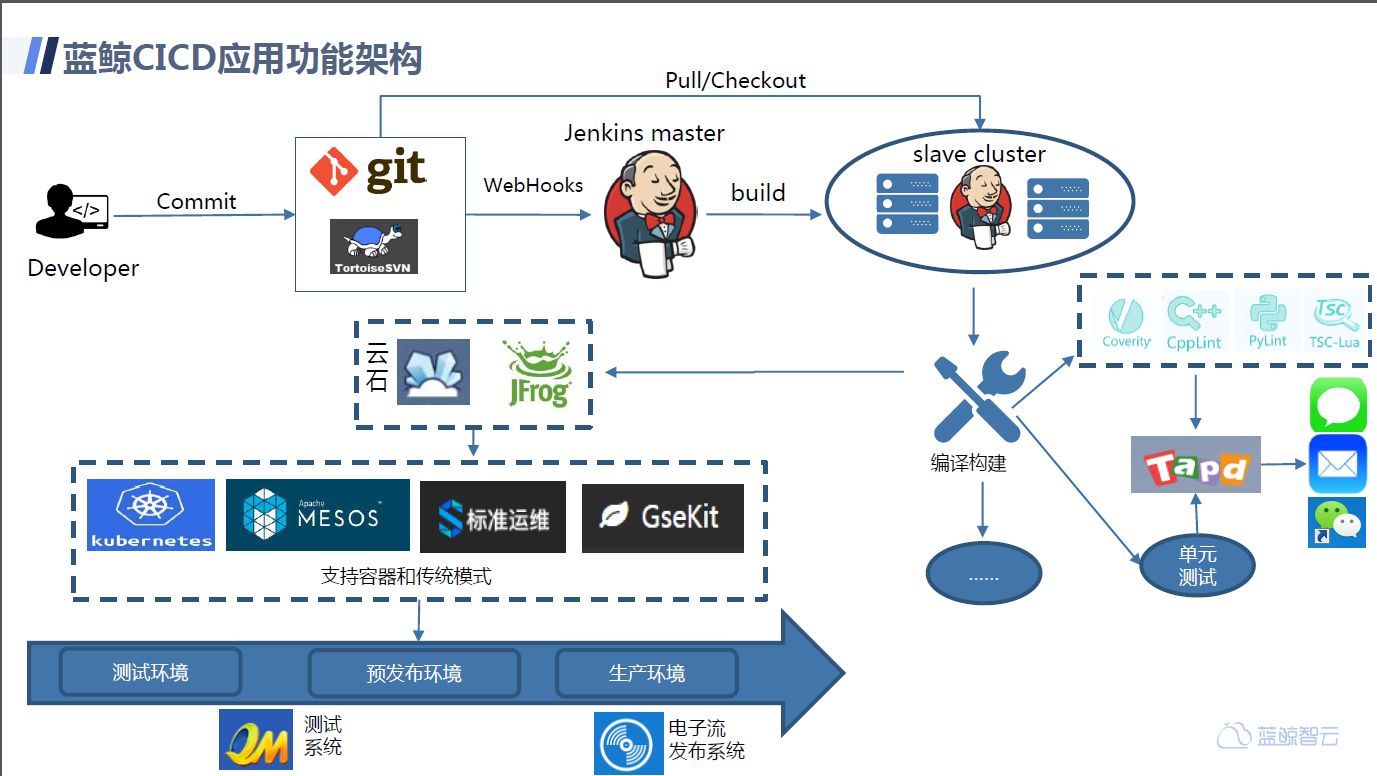 蓝鲸CICD应用功能架构
Pull/Checkout
Jenkins master
slave cluster
git
TortoiseSVN
WebHooks
build
Commit
</>
Developer
云石
JFrog
Coverity
C++
CppLint
PyLint
TSC
TSC-Lua
编译构建
Tapd
kubernetes
Apache
MESOS
™
标准运维
GseKit
支持容器和传统模式
......
单元
测试
测试环境
预发布环境
生产环境
QM
测试
系统
电子流
发布系统
蓝鲸智云